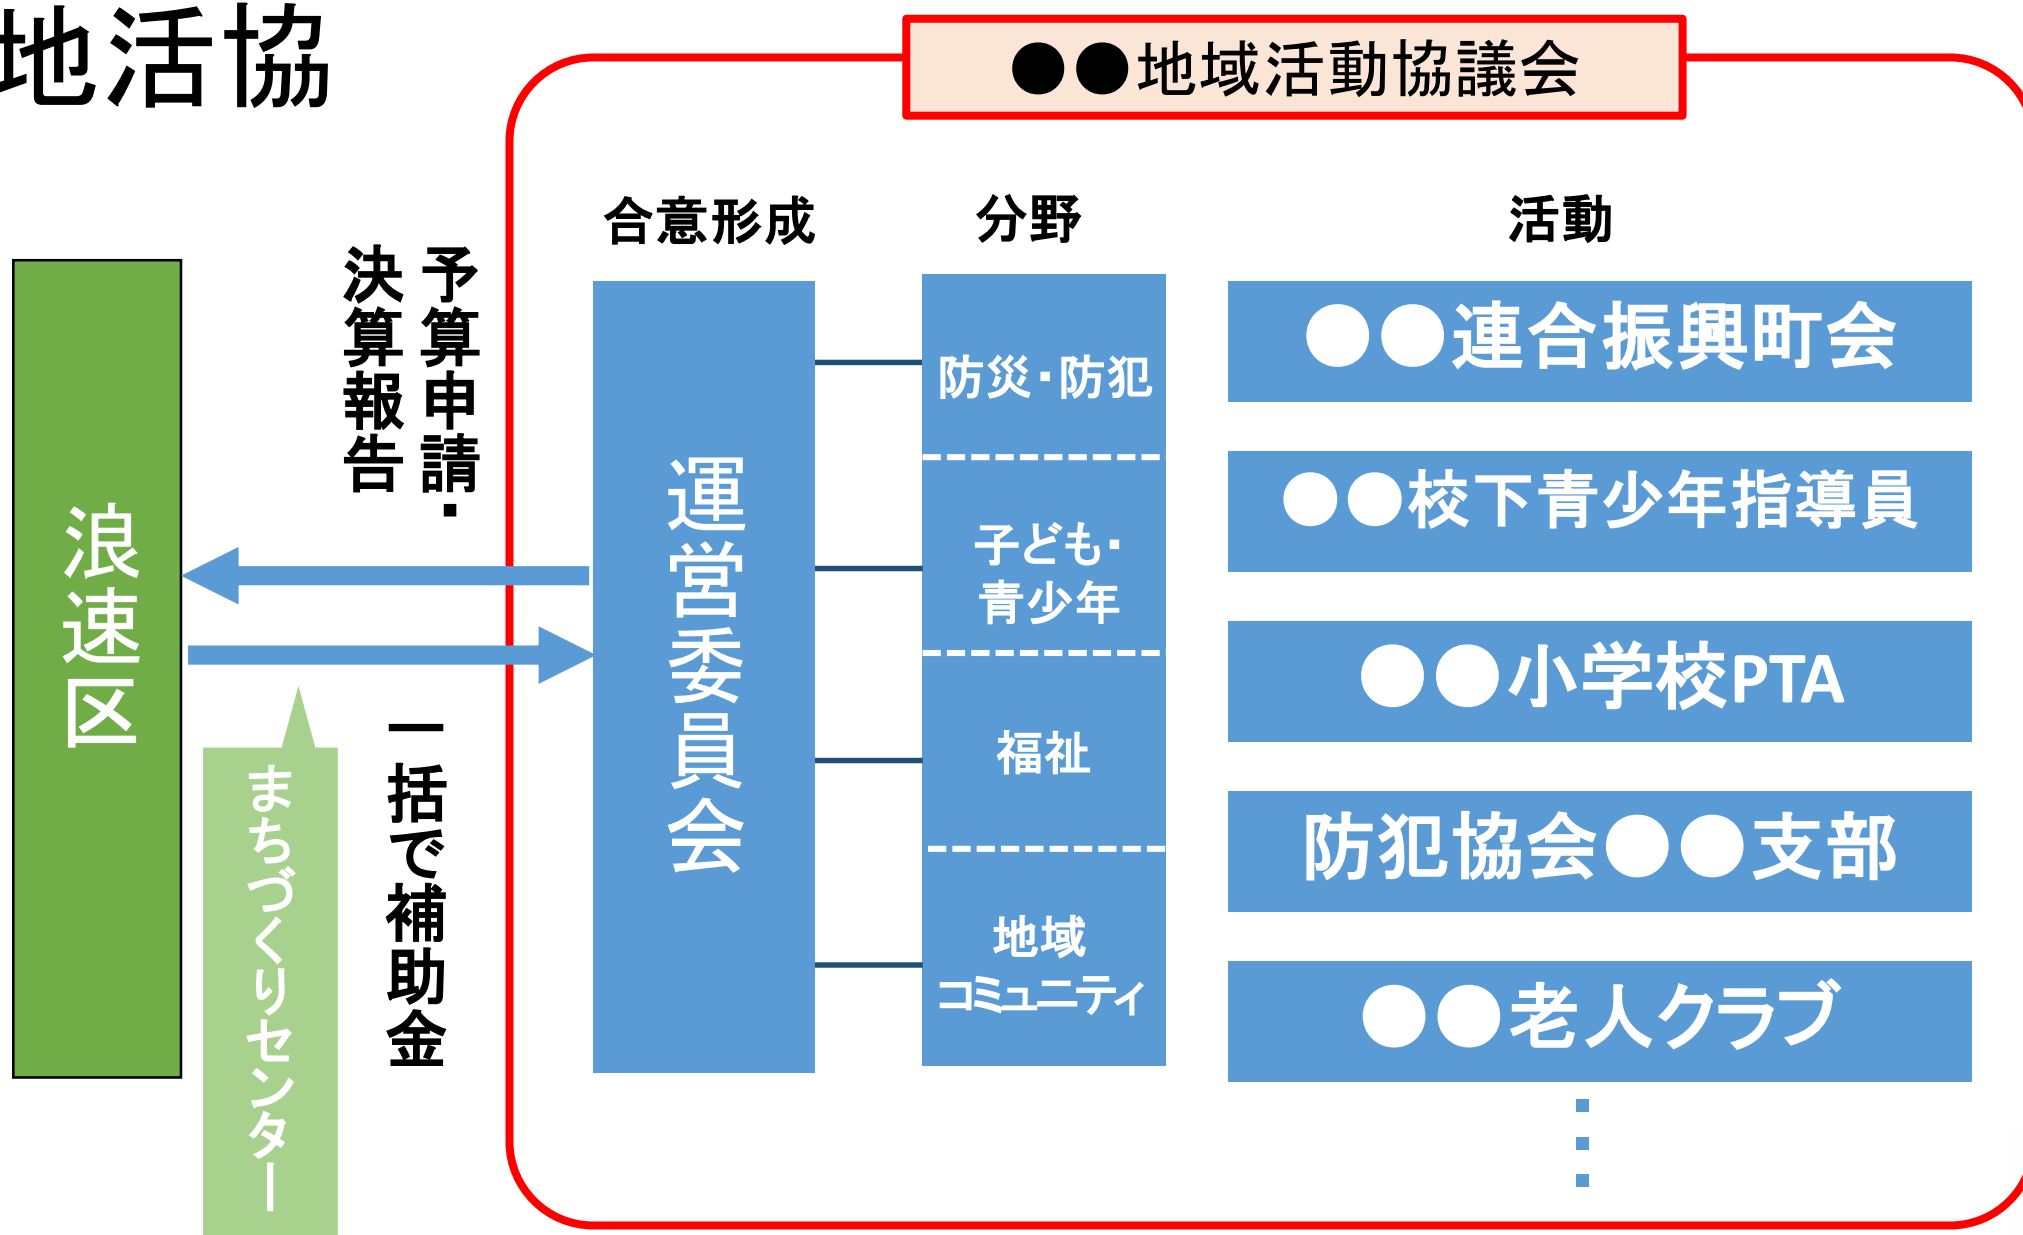 地活協
●●地域活動協議会
合意形成
分野
活動
浪速区
予算申請・
決算報告
一括で補助金
まちづくりセンター
運営委員会
防災・防犯
子ども・
青少年
福祉
地域
コミュニティ
●●連合振興町会
●●校下青少年指導員
●●小学校PTA
防犯協会●●支部
●●老人クラブ